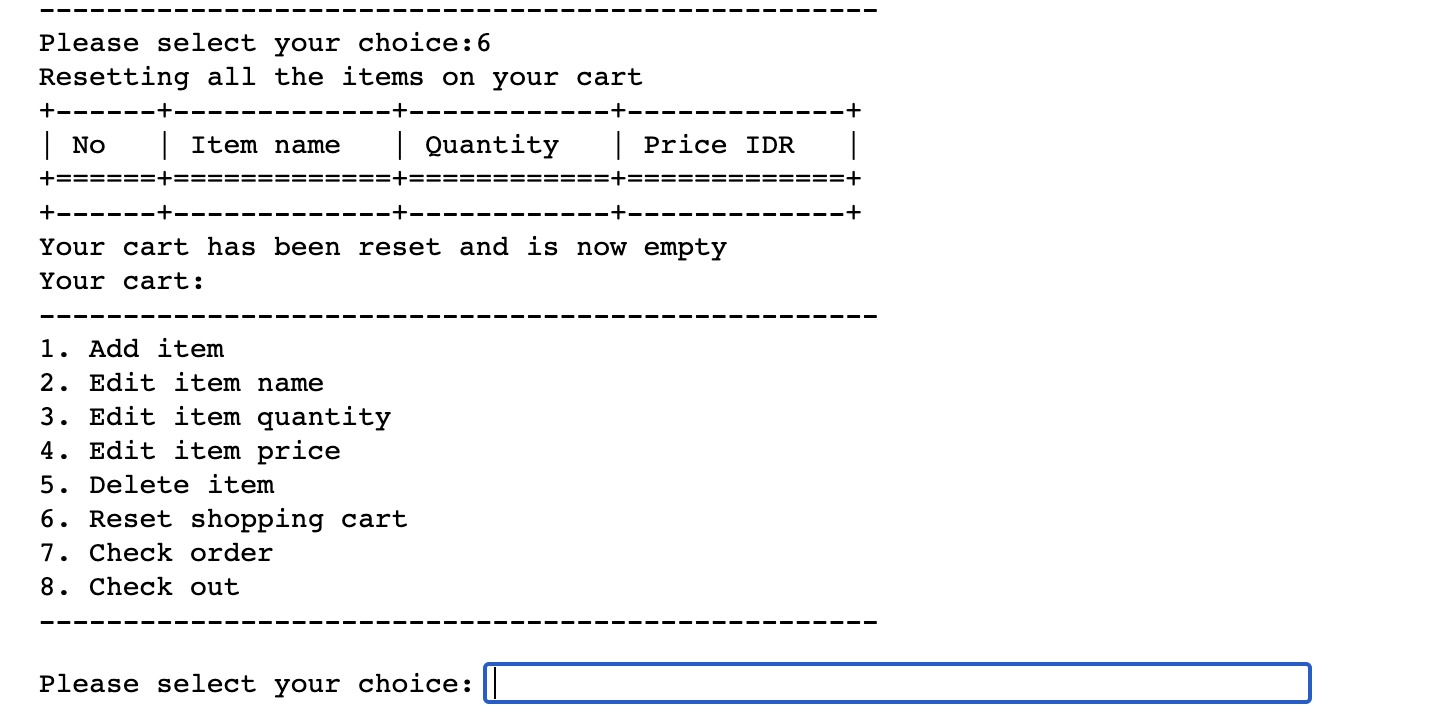 --------------------------------------------------
Please select your choice:6
Resetting all the items on your cart
+------+-------------+------------+-------------+
| No   | Item name   | Quantity   | Price IDR   |
+======+=============+============+=============+
+------+-------------+------------+-------------+
Your cart has been reset and is now empty
Your cart:
--------------------------------------------------
1. Add item
2. Edit item name
3. Edit item quantity
4. Edit item price
5. Delete item
6. Reset shopping cart
7. Check order
8. Check out
--------------------------------------------------
Please select your choice: